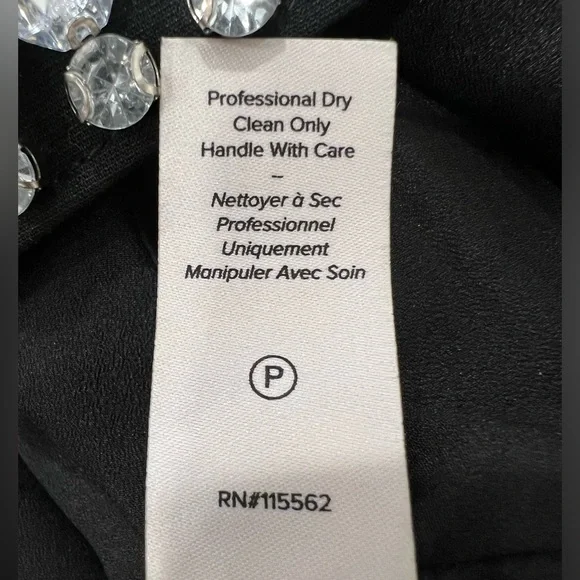 Professional Dry
Clean Only
Handle With Care
–
Nettoyer à Sec
Professionnel
Uniquement
Manipuler Avec Soin
P
RN#115562